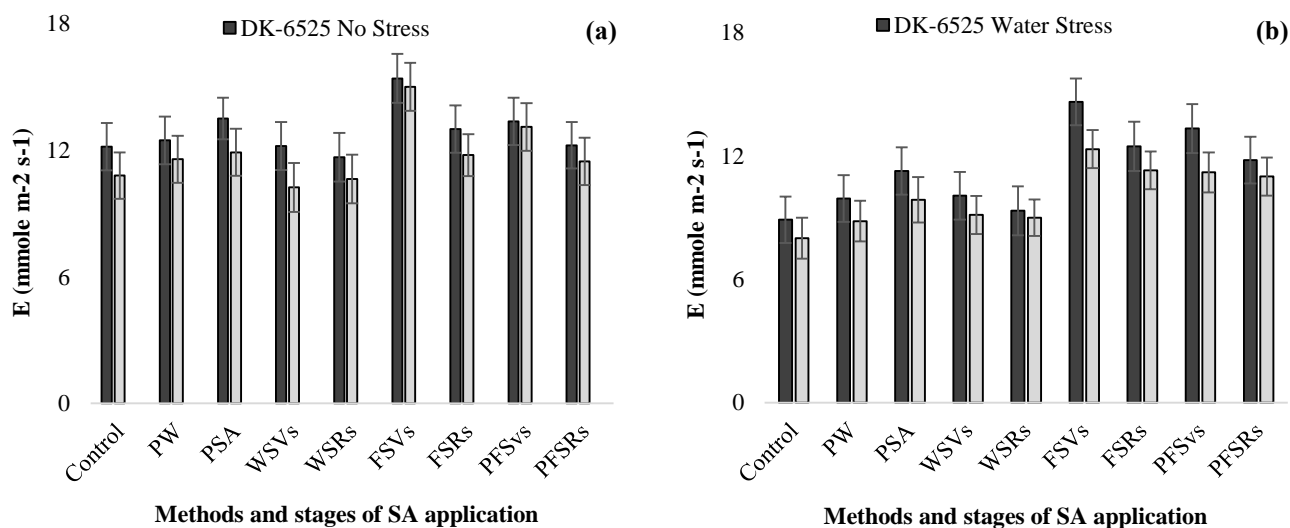 DK-6525 No Stress
(a)
E (mmole m-2 s-1)
18
12
6
0
Control
PW
PSA
WSVs
WSRs
FSVs
FSRs
PFSvs
PFSRs
Methods and stages of SA application
DK-6525 Water Stress
(b)
E (mmole m-2 s-1)
18
12
6
0
Control
PW
PSA
WSVs
WSRs
FSVs
FSRs
PFSvs
PFSRs
Methods and stages of SA application